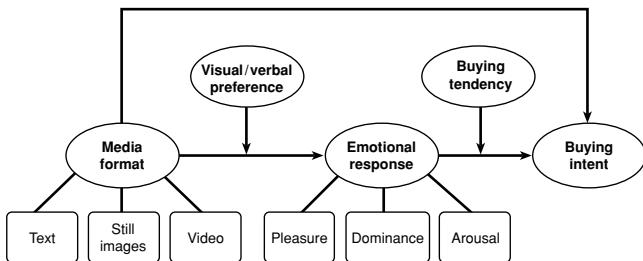 Visual/verbal
preference
Buying
tendency
Media
format
Emotional
response
Buying
intent
Text
Still
images
Video
Pleasure
Dominance
Arousal